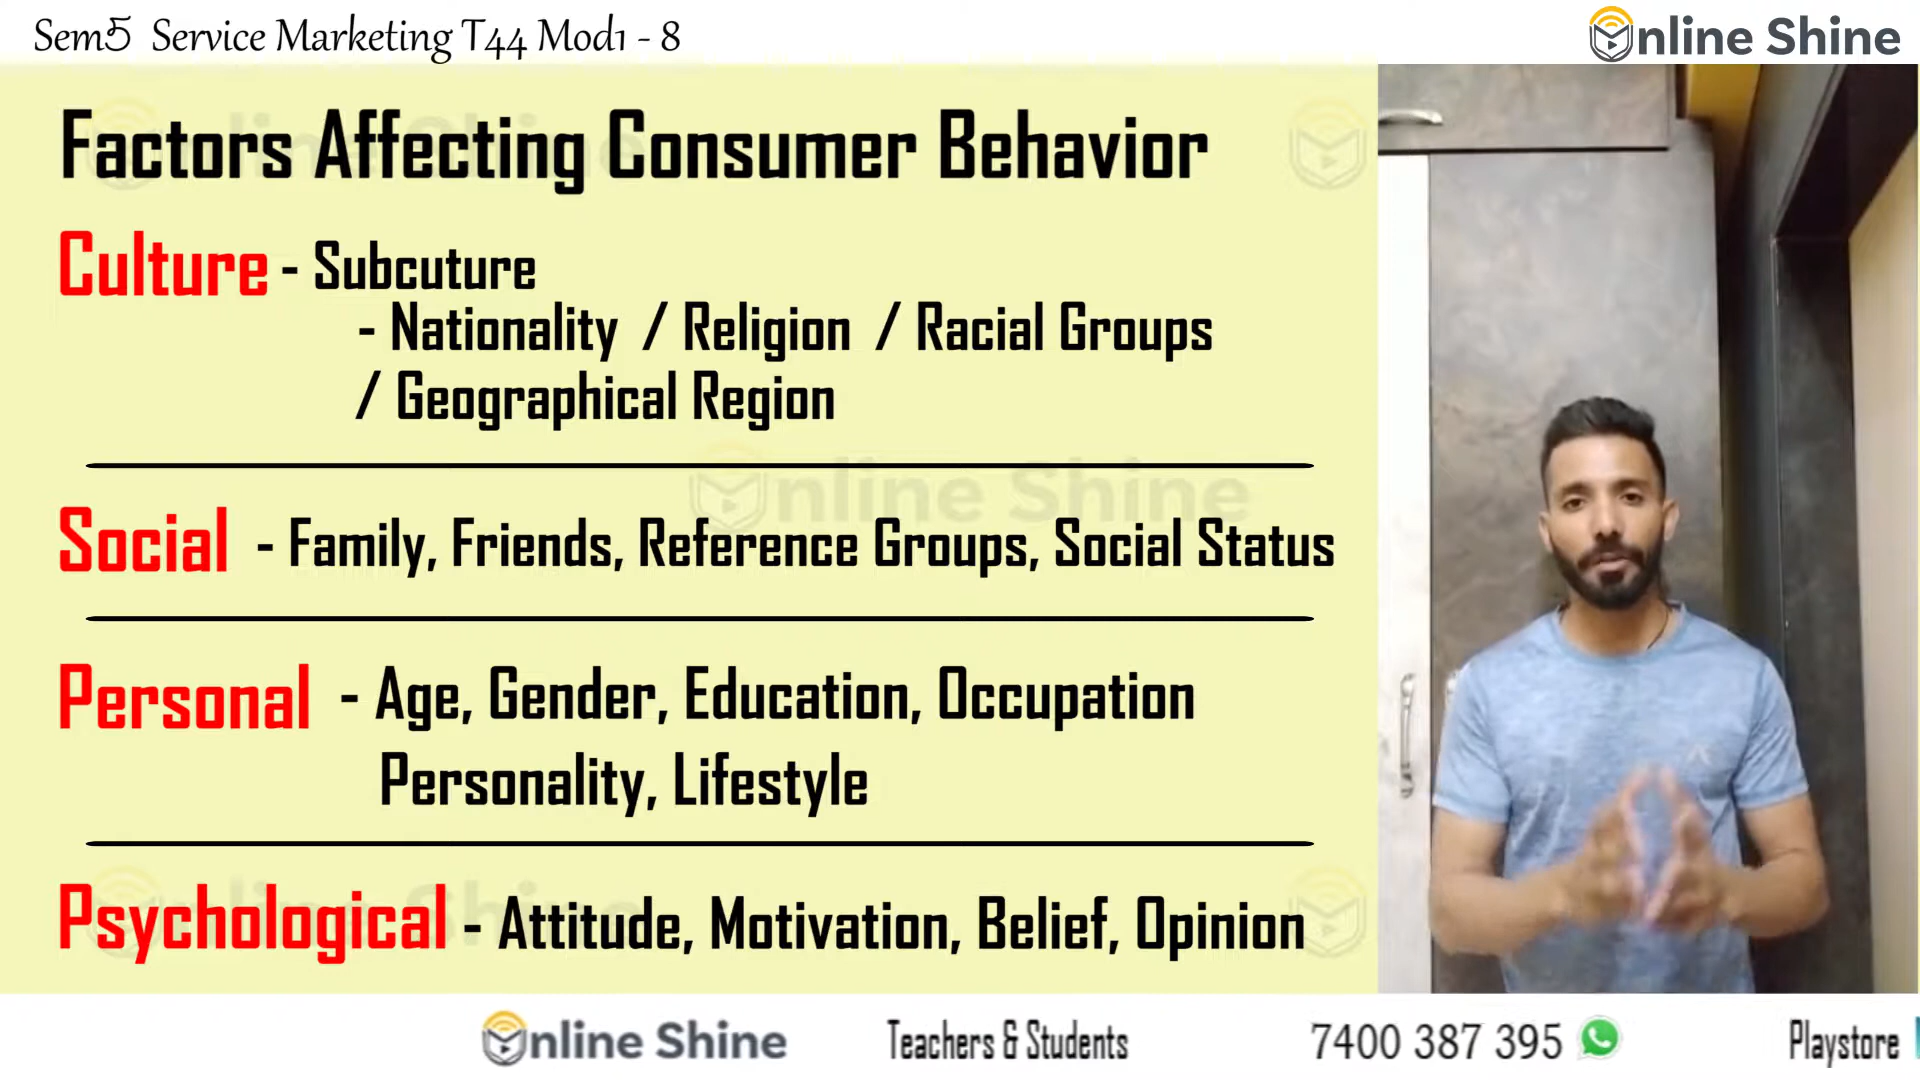 Sem5 Service Marketing T44 Mod1 - 8
Online Shine
Factors Affecting Consumer Behavior
Culture - Subcuture
- Nationality / Religion / Racial Groups
/ Geographical Region
Online Shine
Social - Family, Friends, Reference Groups, Social Status
Personal - Age, Gender, Education, Occupation
Personality, Lifestyle
Psychological - Attitude, Motivation, Belief, Opinion
Online Shine Teachers & Students 7400 387 395 Playstore